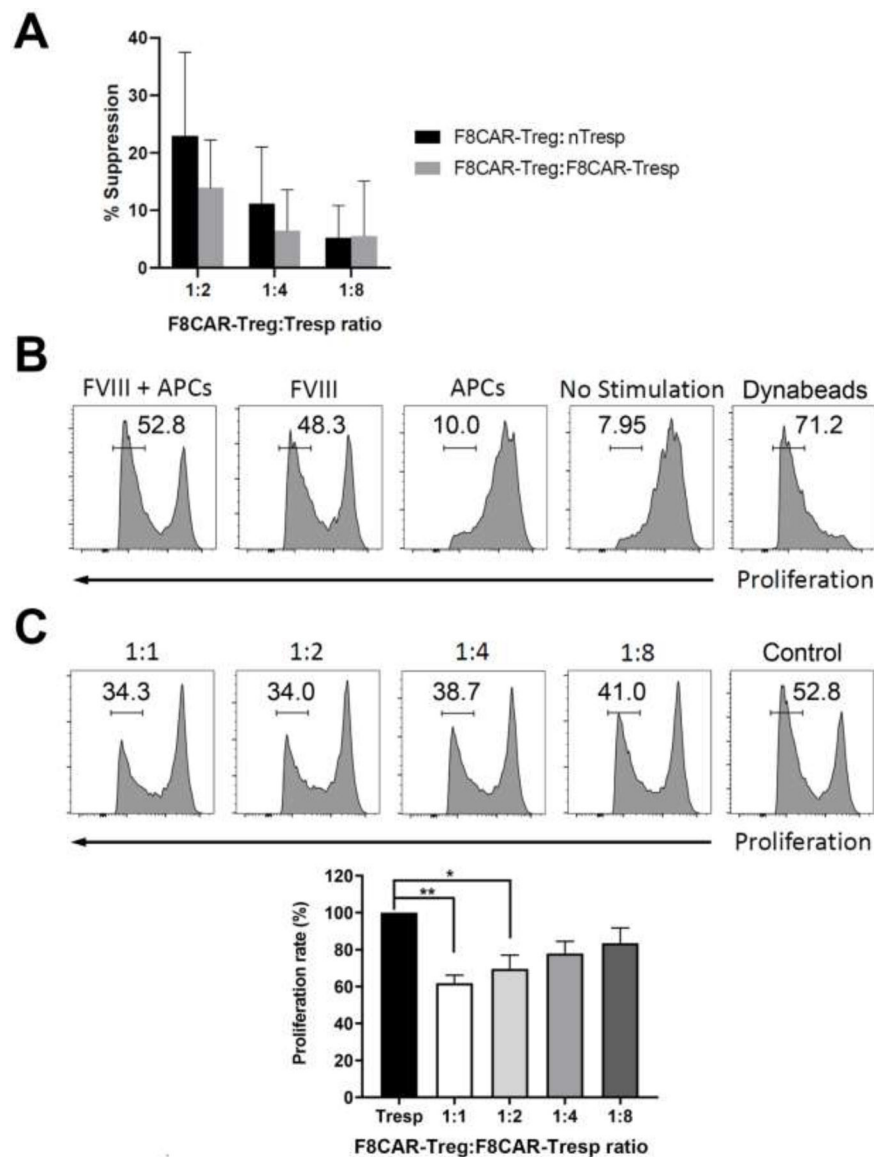 A
40
30
20
10
0
% Suppression
1:2
1:4
1:8
F8CAR-Treg:Tresp ratio
F8CAR-Treg:nTresp
F8CAR-Treg:F8CAR-Tresp
B
FVIII + APCs
FVIII
APCs
No Stimulation
Dynabeads
52.8
48.3
10.0
7.95
71.2
Proliferation
C
1:1
1:2
1:4
1:8
Control
34.3
34.0
38.7
41.0
52.8
Proliferation
120
100
80
60
40
20
0
Proliferation rate (%)
*
**
Tresp
1:1
1:2
1:4
1:8
F8CAR-Treg:F8CAR-Tresp ratio